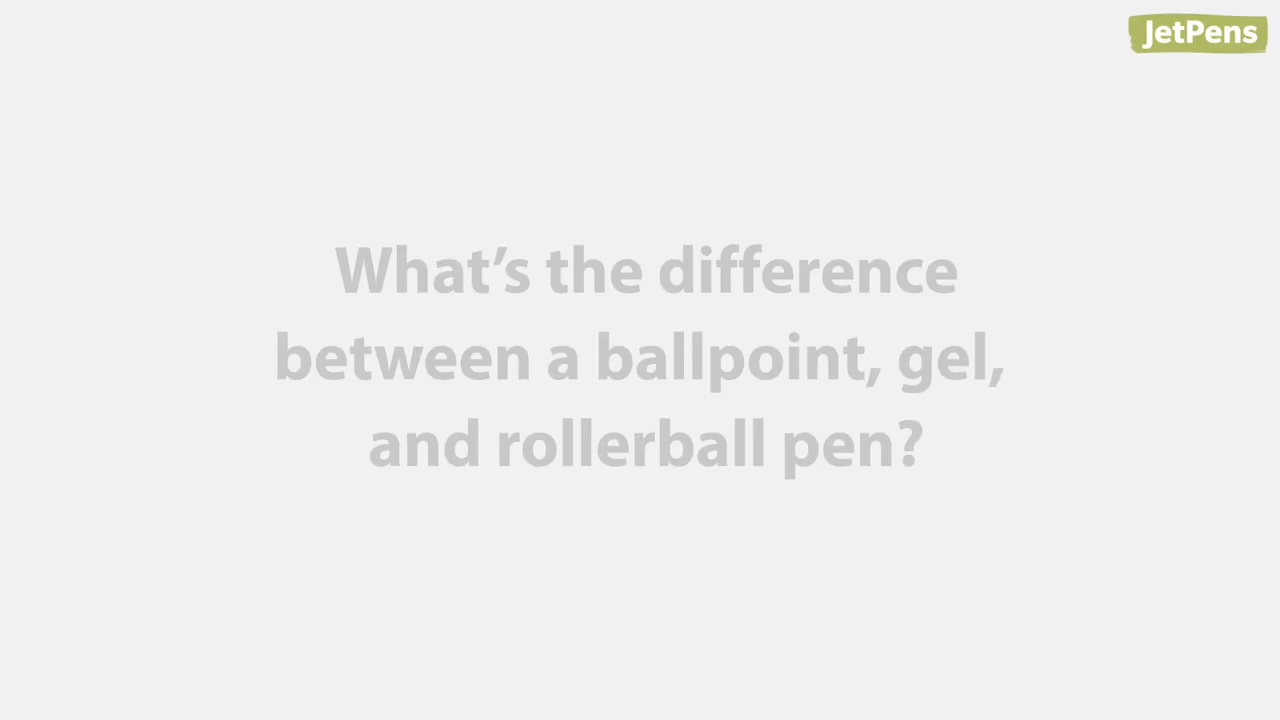 JetPens
What's the difference
between a ballpoint, gel,
and rollerball pen?